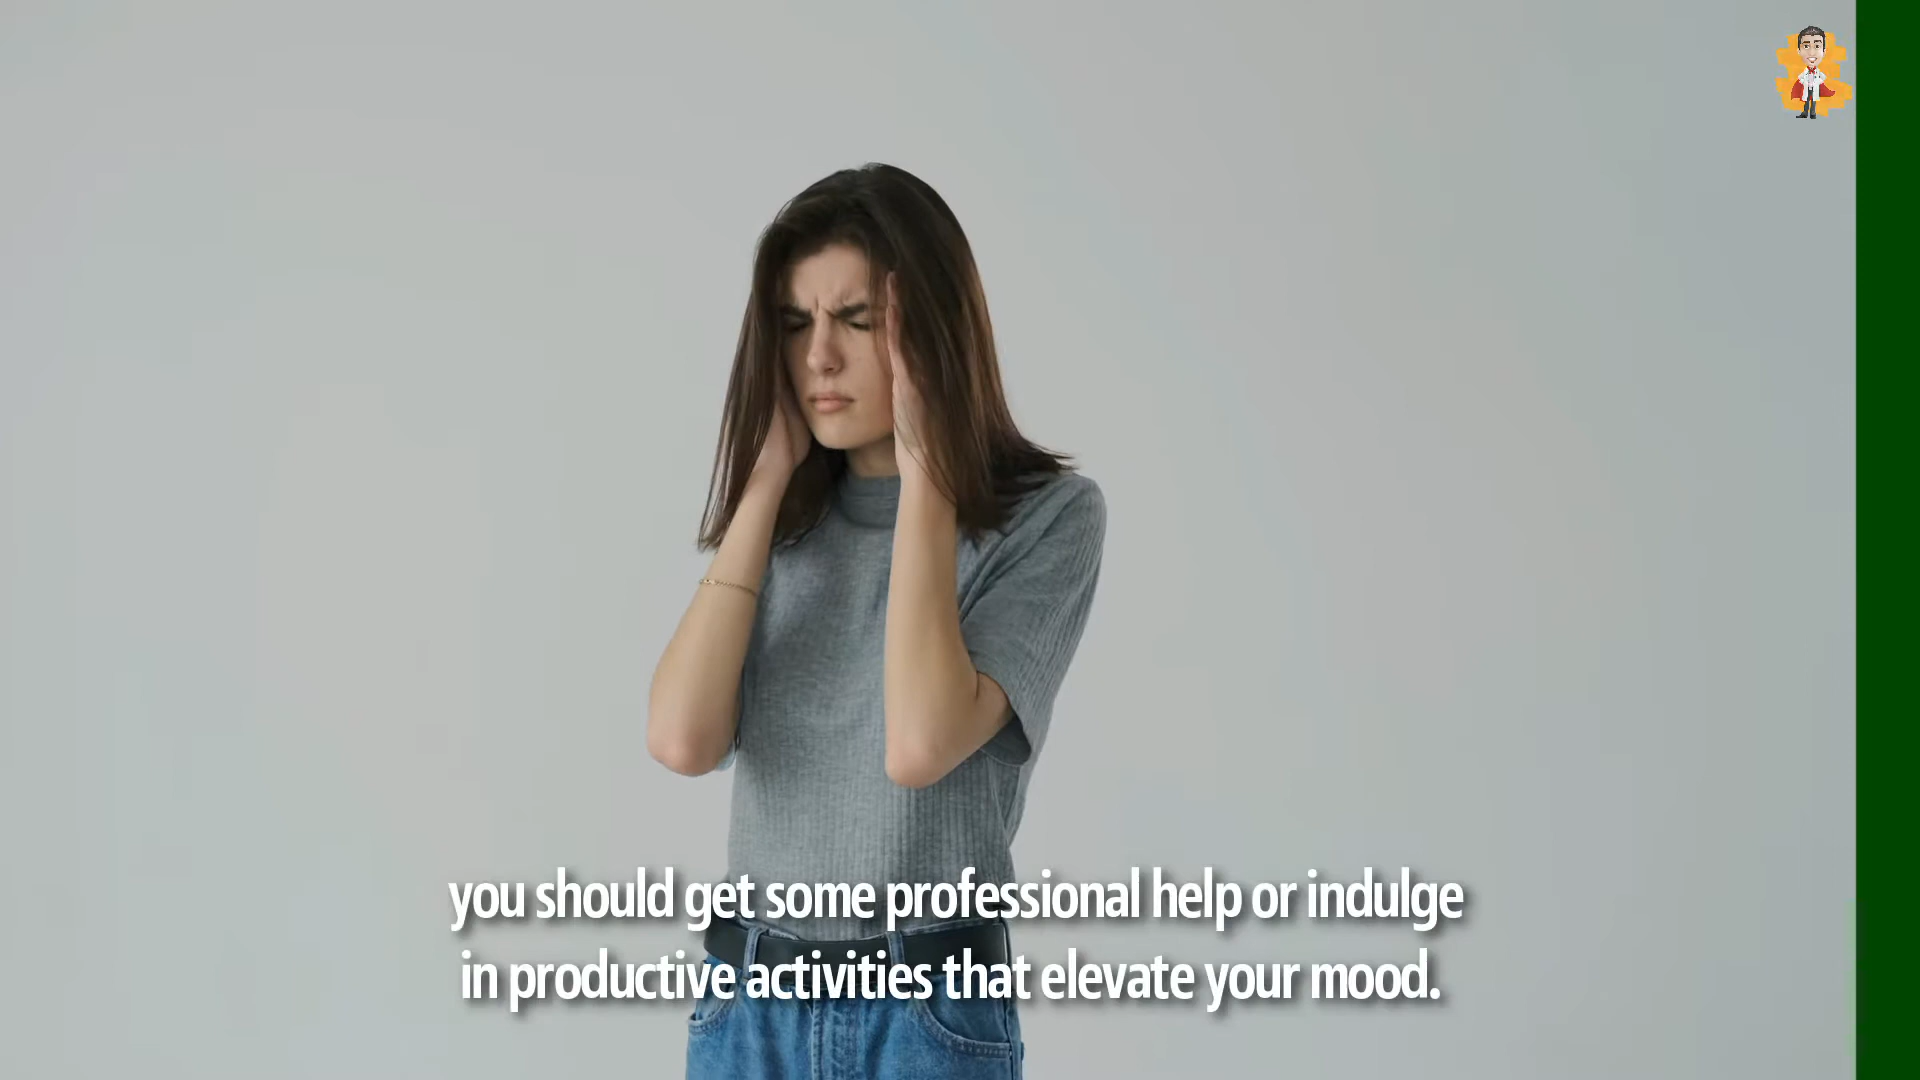 you should get some professional help or indulge
in productive activities that elevate your mood.